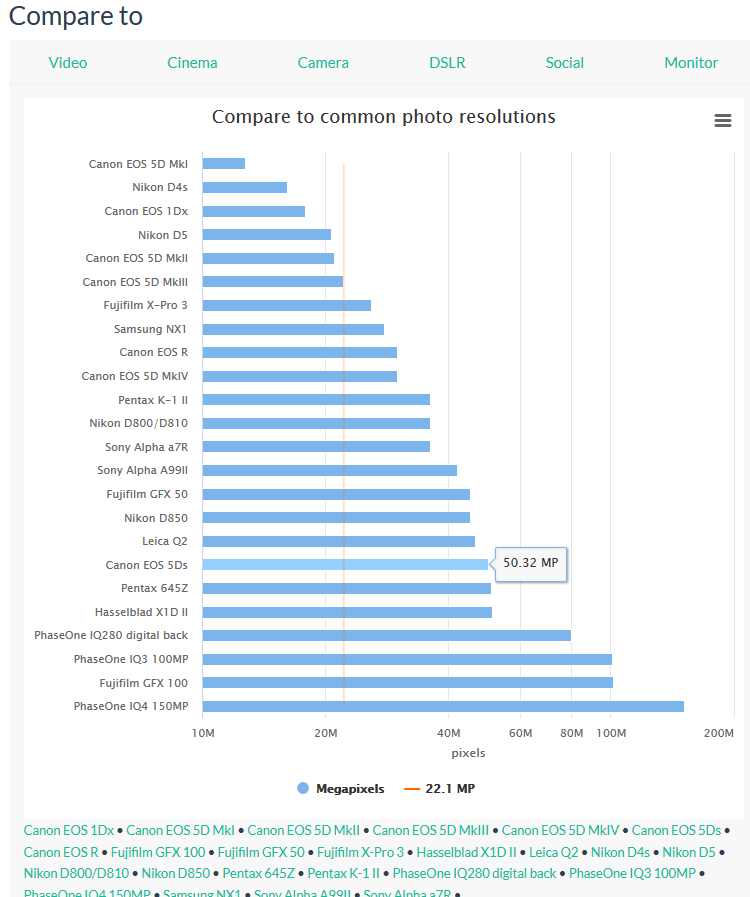 Compare to
Video Cinema Camera DSLR Social Monitor
Compare to common photo resolutions
Canon EOS 5D MkI
Nikon D4s
Canon EOS 1Dx
Nikon D5
Canon EOS 5D MkII
Canon EOS 5D MkIII
Fujifilm X-Pro 3
Samsung NX1
Canon EOS R
Canon EOS 5D MkIV
Pentax K-1 II
Nikon D800/D810
Sony Alpha a7R
Sony Alpha A99II
Fujifilm GFX 50
Nikon D850
Leica Q2
Canon EOS 5Ds
50.32 MP
Pentax 645Z
Hasselblad X1D II
PhaseOne IQ280 digital back
PhaseOne IQ3 100MP
Fujifilm GFX 100
PhaseOne IQ4 150MP
10M 20M 40M 60M 80M 100M 200M
pixels
Megapixels 22.1 MP
Canon EOS 1Dx • Canon EOS 5D MkI • Canon EOS 5D MkII • Canon EOS 5D MkIII • Canon EOS 5D MkIV • Canon EOS 5Ds •
Canon EOS R • Fujifilm GFX 100 • Fujifilm GFX 50 • Fujifilm X-Pro 3 • Hasselblad X1D II • Leica Q2 • Nikon D4s • Nikon D5 •
Nikon D800/D810 • Nikon D850 • Pentax 645Z • Pentax K-1 II • PhaseOne IQ280 digital back • PhaseOne IQ3 100MP •
PhaseOne IQ4 150MP • Samsung NX1 • Sony Alpha A99II • Sony Alpha a7R •